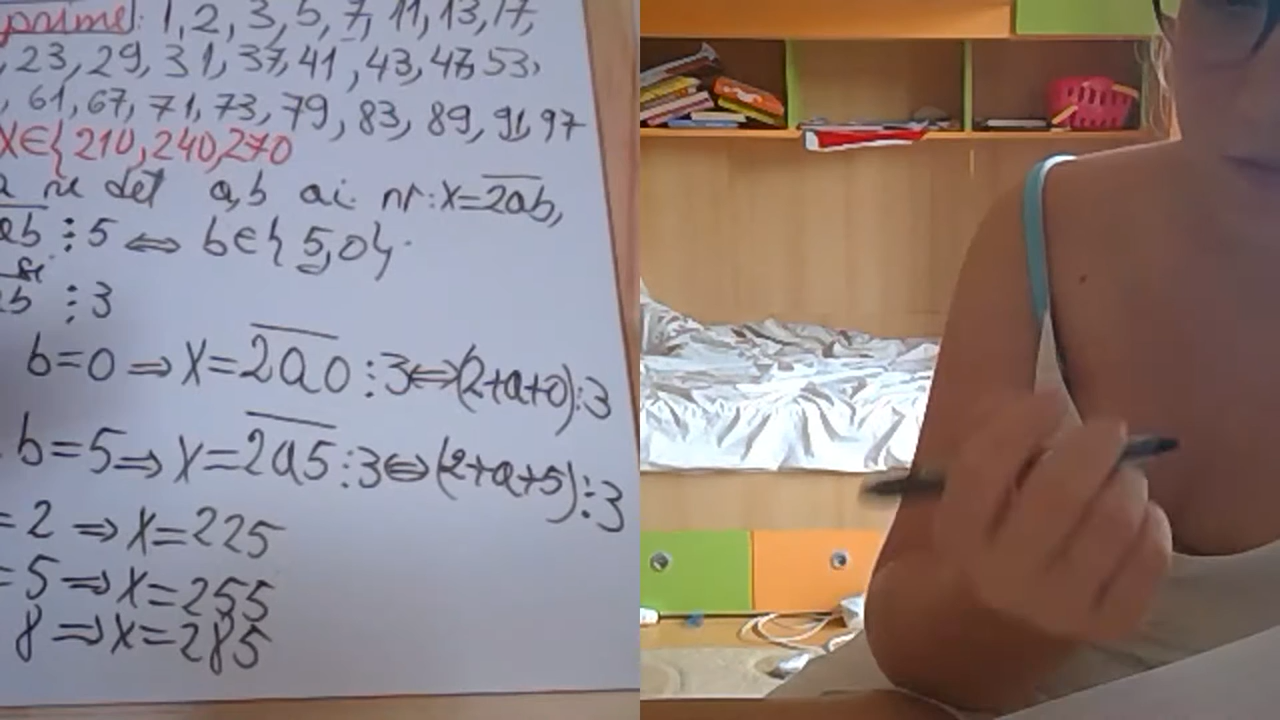 prime: 1, 2, 3, 5, 7, 11, 13, 17,
, 23, 29, 31, 37, 41, 43, 47, 53,
, 61, 67, 71, 73, 79, 83, 89, 91, 97
X∈{210, 240, 270
det a,b ai nr: x=2ab,
ab ⋮ 5 ⇔ b∈{5,0}.
și
b ⋮ 3
b=0 ⇒ X=2a0 ⋮ 3 ⇔ (2+a+0) ⋮ 3
b=5 ⇒ X=2a5 ⋮ 3 ⇔ (2+a+5) ⋮ 3
=2 ⇒ X=225
=5 ⇒ X=255
8 ⇒ X=285